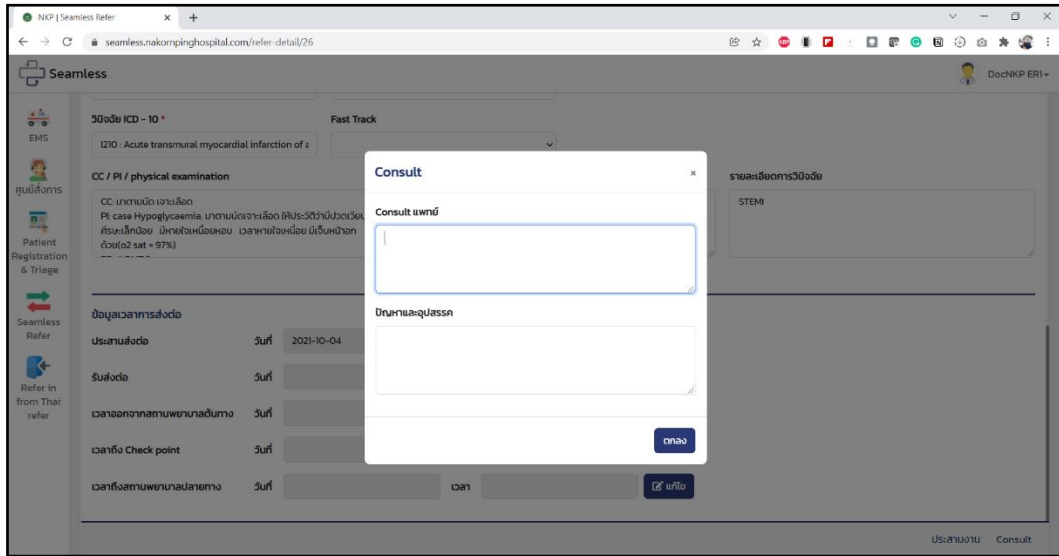 NKP | Seamless Refer
seamless.nakornpinghospital.com/refer-detail/26
Seamless
DocNKP ER1
EMS
ศูนย์สั่งการ
Patient
Registration
& Triage
Seamless
Refer
Refer in
from Thai
refer
วินิจฉัย ICD - 10 *
Fast Track
I210 : Acute transmural myocardial infarction of a
CC / PI / physical examination
CC: มาตามนัด เจาะเลือด
PI: case Hypoglycaemia, มาตามนัดเจาะเลือด ให้ประวัติว่ามีปวดเวียน
ศีรษะเล็กน้อย มีหายใจเหนื่อยหอบ เวลาหายใจเหนื่อย มีเจ็บหน้าอก
ด้วย(o2 sat = 97%)
รายละเอียดการวินิจฉัย
STEMI
Consult
×
Consult แพทย์
ปัญหาและอุปสรรค
ตกลง
ข้อมูลเวลาการส่งต่อ
ประสานส่งต่อ วันที่ 2021-10-04
รับส่งต่อ วันที่
เวลาออกจากสถานพยาบาลต้นทาง วันที่
เวลาถึง Check point วันที่
เวลาถึงสถานพยาบาลปลายทาง วันที่ เวลา แก้ไข
ประสานงาน Consult